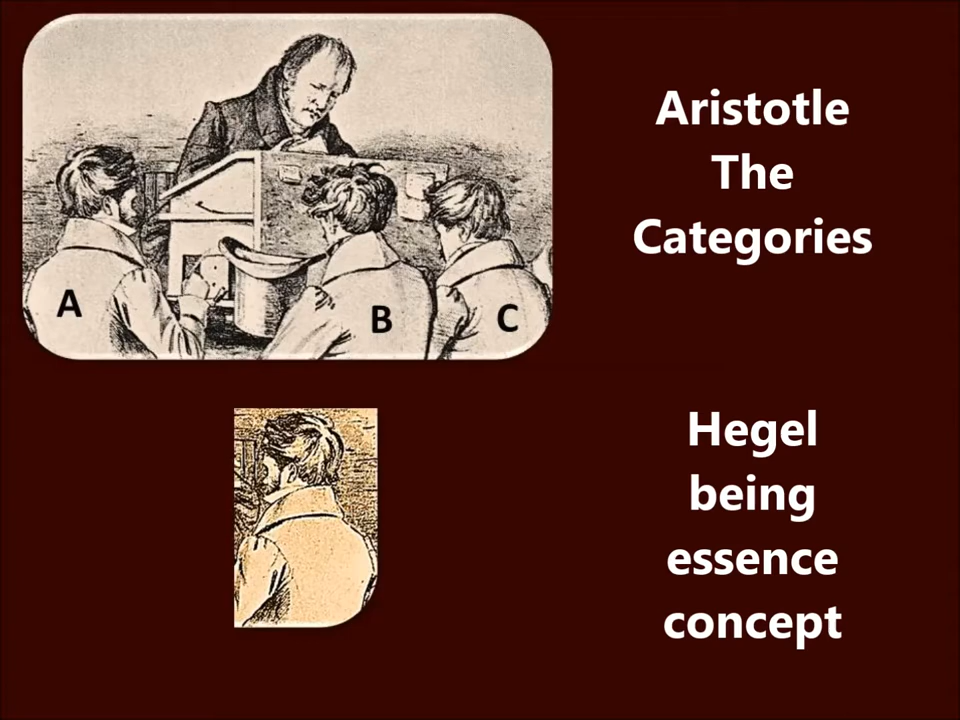 Aristotle
The
Categories
A
B
C
Hegel
being
essence
concept